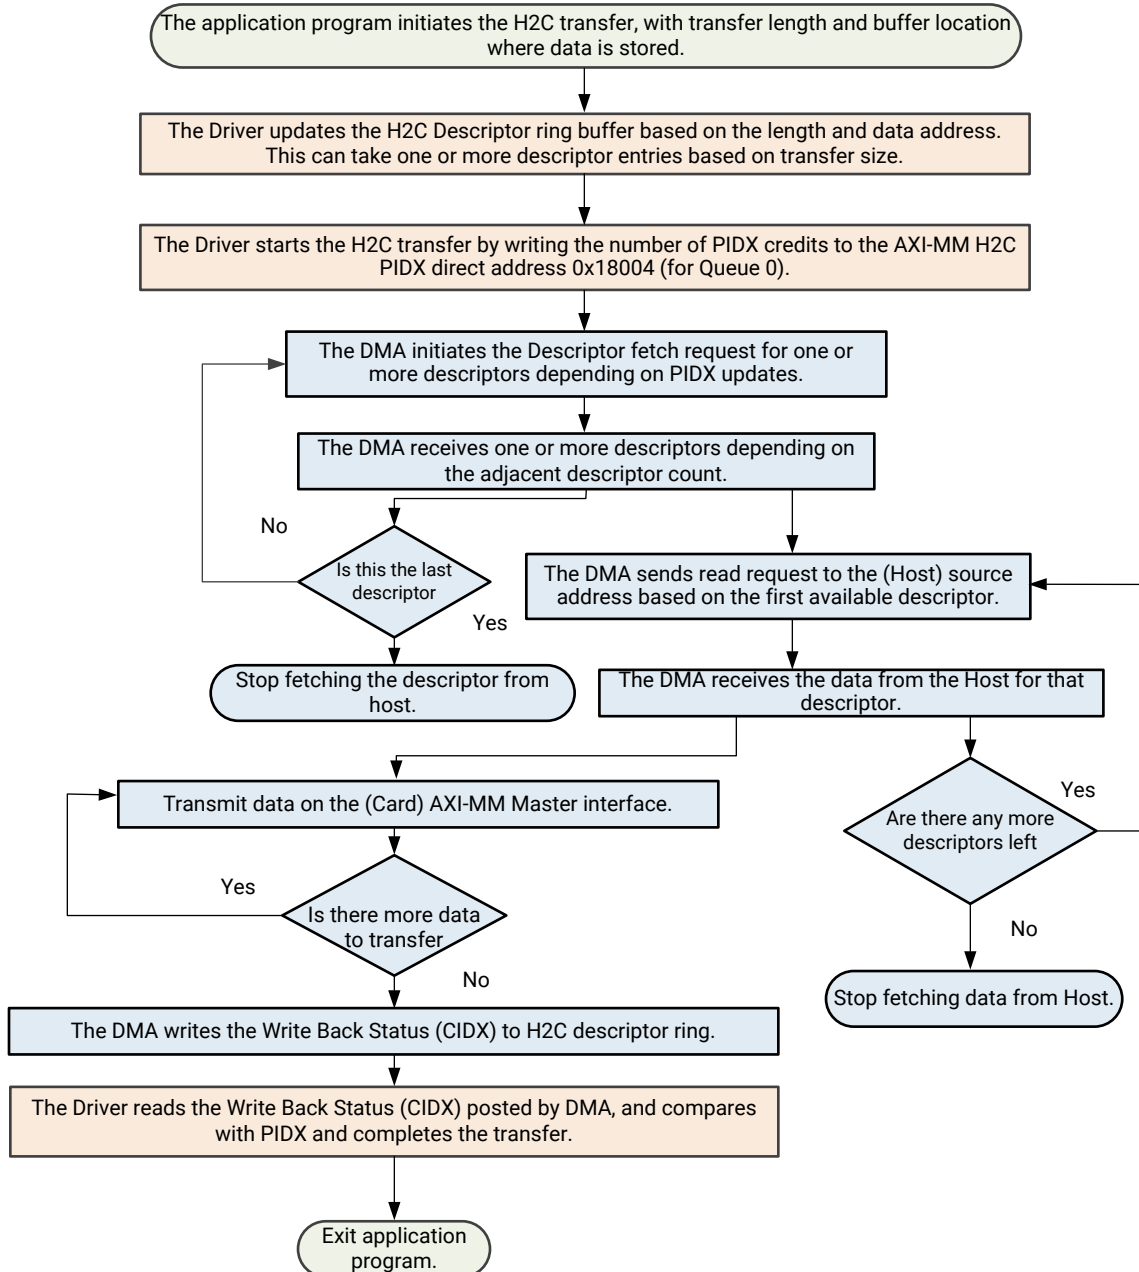 The application program initiates the H2C transfer, with transfer length and buffer location
where data is stored.
The Driver updates the H2C Descriptor ring buffer based on the length and data address.
This can take one or more descriptor entries based on transfer size.
The Driver starts the H2C transfer by writing the number of PIDX credits to the AXI-MM H2C
PIDX direct address 0x18004 (for Queue 0).
The DMA initiates the Descriptor fetch request for one or
more descriptors depending on PIDX updates.
The DMA receives one or more descriptors depending on
the adjacent descriptor count.
No
Is this the last
descriptor
Yes
Stop fetching the descriptor from
host.
The DMA sends read request to the (Host) source
address based on the first available descriptor.
The DMA receives the data from the Host for that
descriptor.
Yes
Are there any more
descriptors left
No
Stop fetching data from Host.
Transmit data on the (Card) AXI-MM Master interface.
Yes
Is there more data
to transfer
No
The DMA writes the Write Back Status (CIDX) to H2C descriptor ring.
The Driver reads the Write Back Status (CIDX) posted by DMA, and compares
with PIDX and completes the transfer.
Exit application
program.